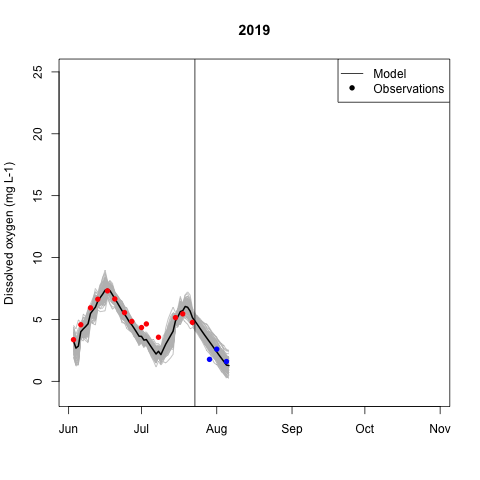 2019
Model
Observations
Dissolved oxygen (mg L-1)
25
20
15
10
5
0
Jun Jul Aug Sep Oct Nov